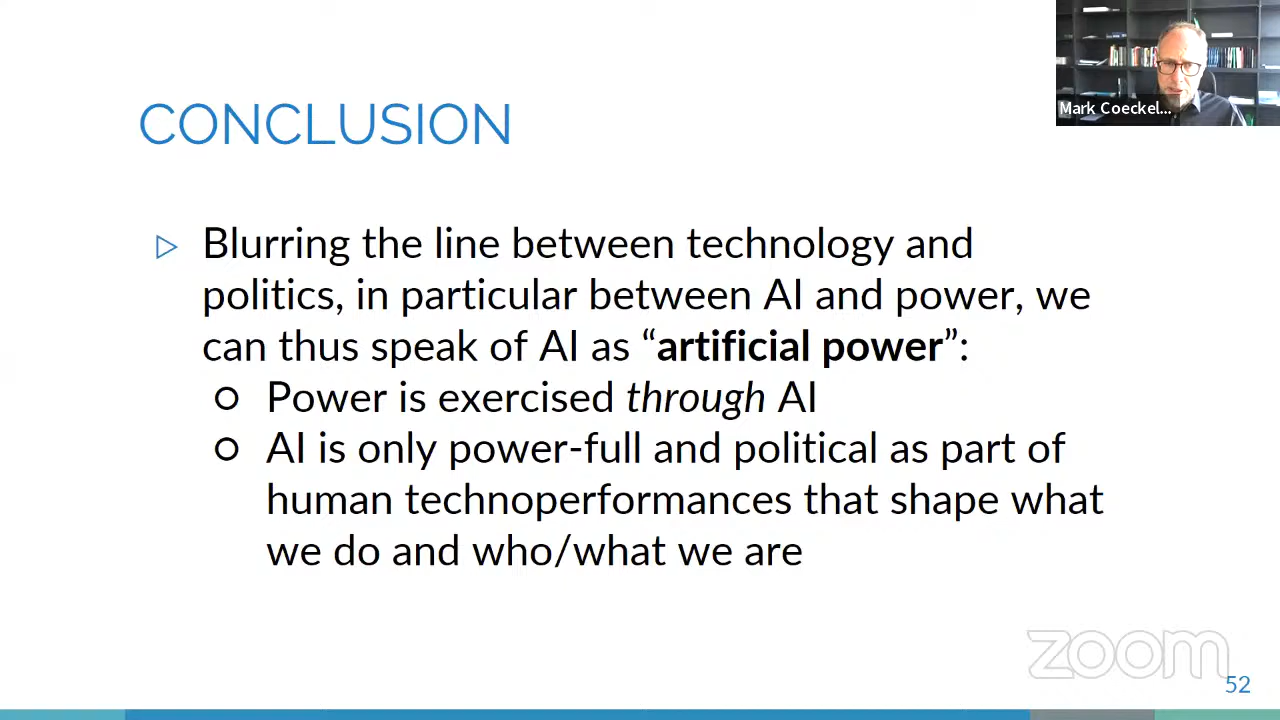 Mark Coeckel...
CONCLUSION
Blurring the line between technology and
politics, in particular between AI and power, we
can thus speak of AI as “artificial power”:
Power is exercised through AI
AI is only power-full and political as part of
human technoperformances that shape what
we do and who/what we are
zoom
52